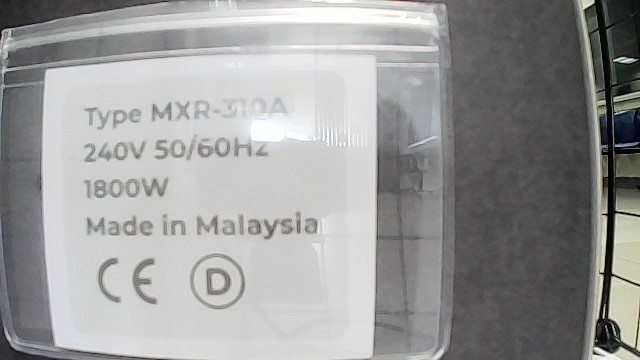 Type MXR-310A
240V 50/60Hz
1800W
Made in Malaysia
CE D